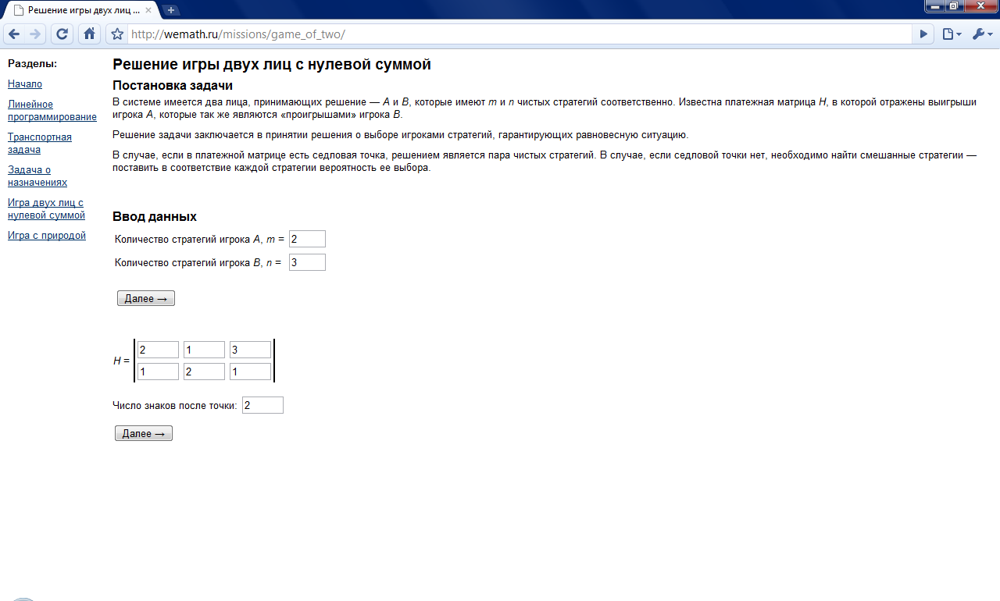 Решение игры двух лиц ...
http://wemath.ru/missions/game_of_two/
Разделы:
Начало
Линейное
программирование
Транспортная
задача
Задача о
назначениях
Игра двух лиц с
нулевой суммой
Игра с природой
Решение игры двух лиц с нулевой суммой
Постановка задачи
В системе имеется два лица, принимающих решение — A и B, которые имеют m и n чистых стратегий соответственно. Известна платежная матрица H, в которой отражены выигрыши
игрока A, которые так же являются «проигрышами» игрока B.
Решение задачи заключается в принятии решения о выборе игроками стратегий, гарантирующих равновесную ситуацию.
В случае, если в платежной матрице есть седловая точка, решением является пара чистых стратегий. В случае, если седловой точки нет, необходимо найти смешанные стратегии —
поставить в соответствие каждой стратегии вероятность ее выбора.
Ввод данных
Количество стратегий игрока A, m = 2
Количество стратегий игрока B, n = 3
Далее →
H =
2 1 3
1 2 1
Число знаков после точки: 2
Далее →